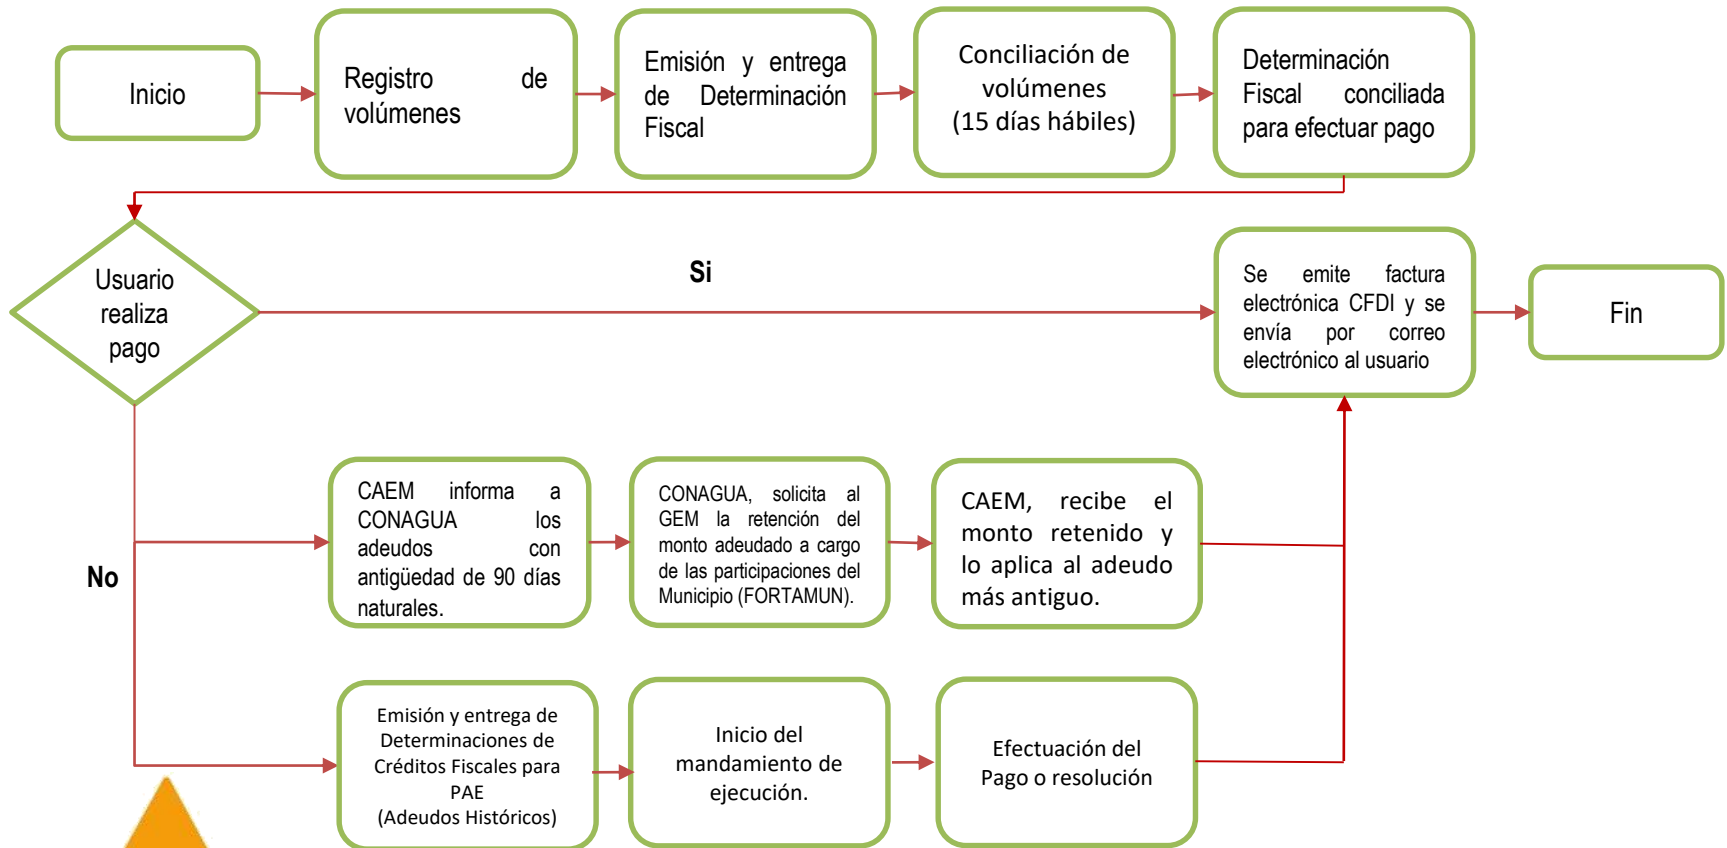 Inicio
Registro de
volúmenes
Emisión y entrega
de Determinación
Fiscal
Conciliación de
volúmenes
(15 días hábiles)
Determinación
Fiscal conciliada
para efectuar pago
Usuario
realiza
pago
Si
Se emite factura
electrónica CFDI y se
envía por correo
electrónico al usuario
Fin
No
CAEM informa a
CONAGUA los
adeudos con
antigüedad de 90 días
naturales.
CONAGUA, solicita al
GEM la retención del
monto adeudado a cargo
de las participaciones del
Municipio (FORTAMUN).
CAEM, recibe el
monto retenido y
lo aplica al adeudo
más antiguo.
Emisión y entrega de
Determinaciones de
Créditos Fiscales para
PAE
(Adeudos Históricos)
Inicio del
mandamiento de
ejecución.
Efectuación del
Pago o resolución